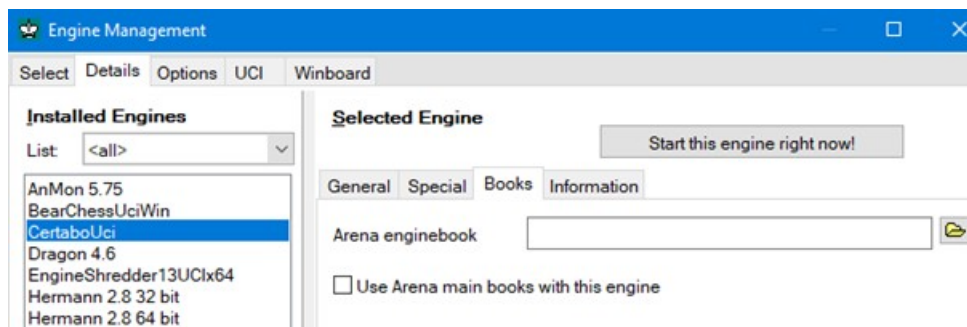 Engine Management
Select Details Options UCI Winboard
Installed Engines
List: <all>
AnMon 5.75
BearChessUciWin
CertaboUci
Dragon 4.6
EngineShredder13UCIx64
Hermann 2.8 32 bit
Hermann 2.8 64 bit
Selected Engine
Start this engine right now!
General Special Books Information
Arena enginebook
Use Arena main books with this engine